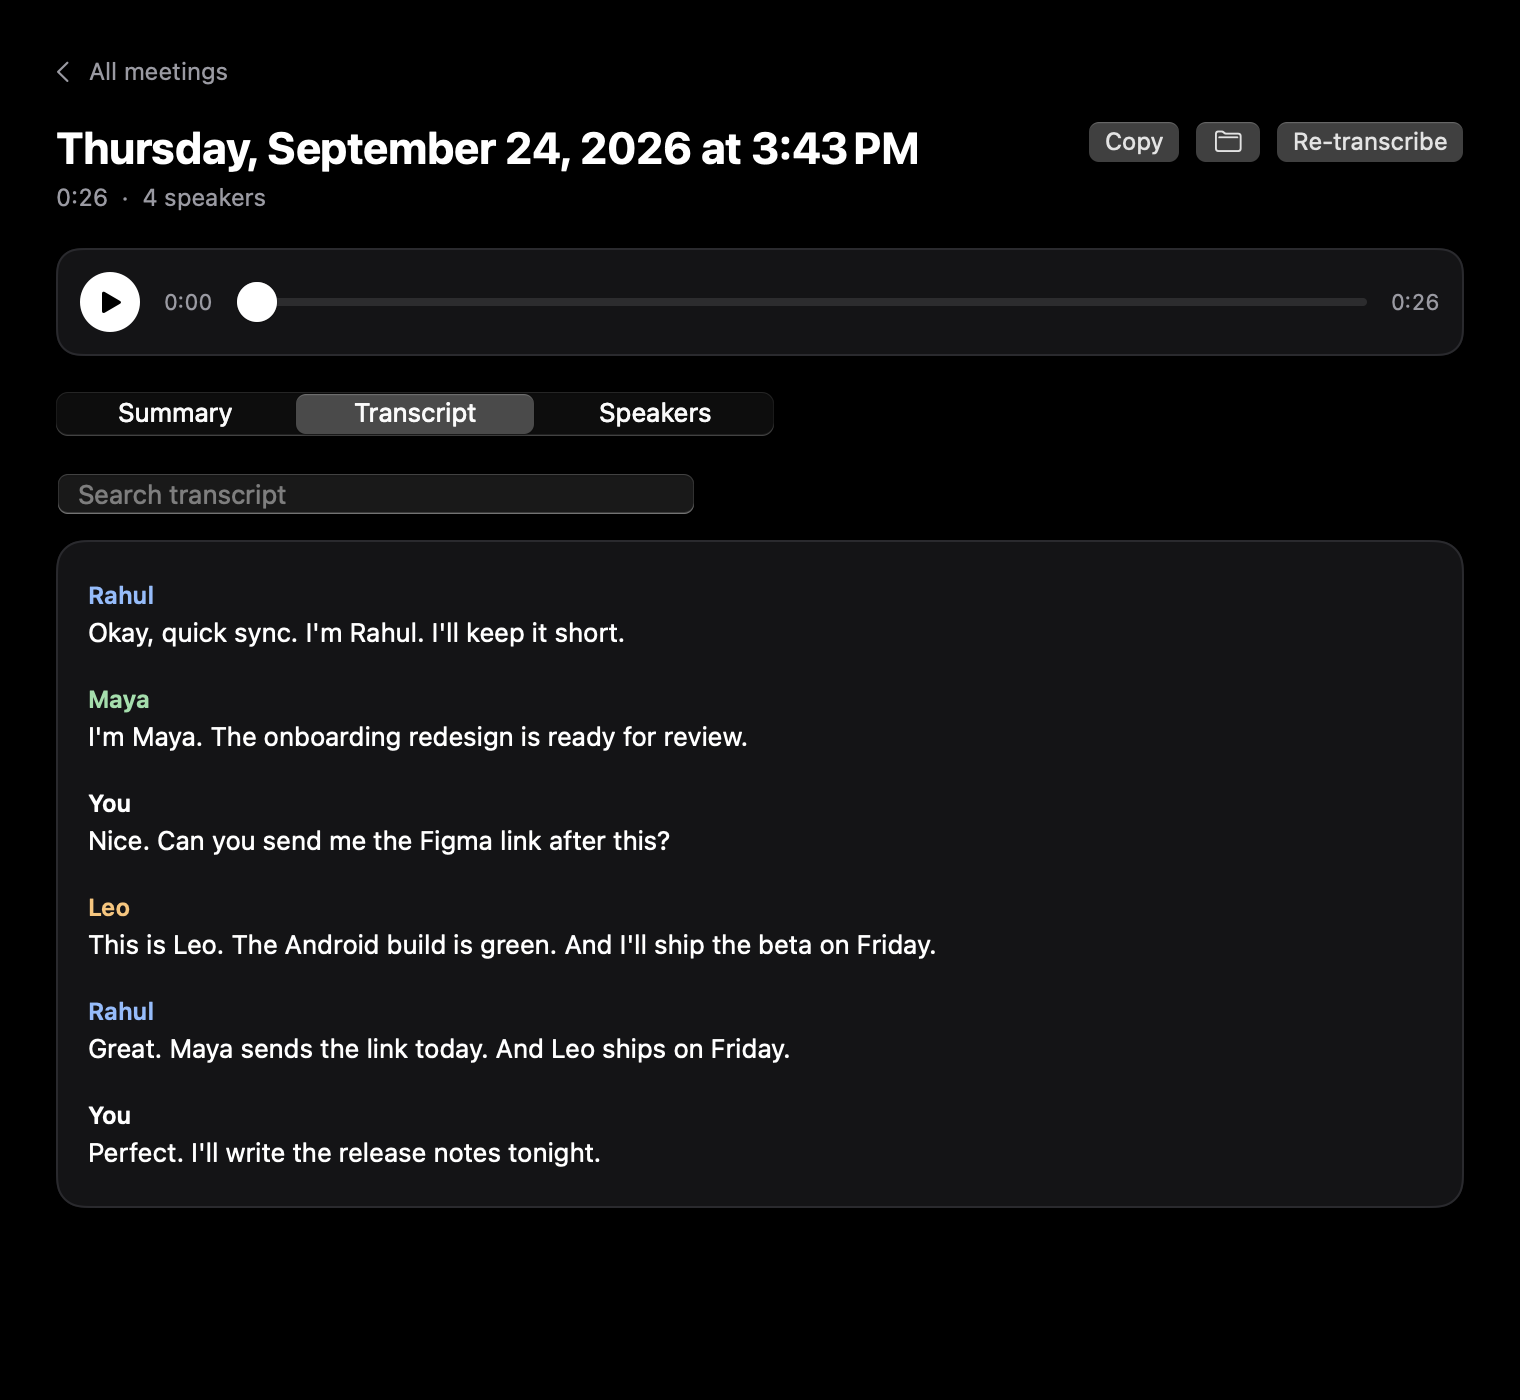 All meetings
Thursday, September 24, 2026 at 3:43 PM
Copy
Re-transcribe
0:26 · 4 speakers
0:00
0:26
Summary
Transcript
Speakers
Search transcript
Rahul
Okay, quick sync. I'm Rahul. I'll keep it short.
Maya
I'm Maya. The onboarding redesign is ready for review.
You
Nice. Can you send me the Figma link after this?
Leo
This is Leo. The Android build is green. And I'll ship the beta on Friday.
Rahul
Great. Maya sends the link today. And Leo ships on Friday.
You
Perfect. I'll write the release notes tonight.